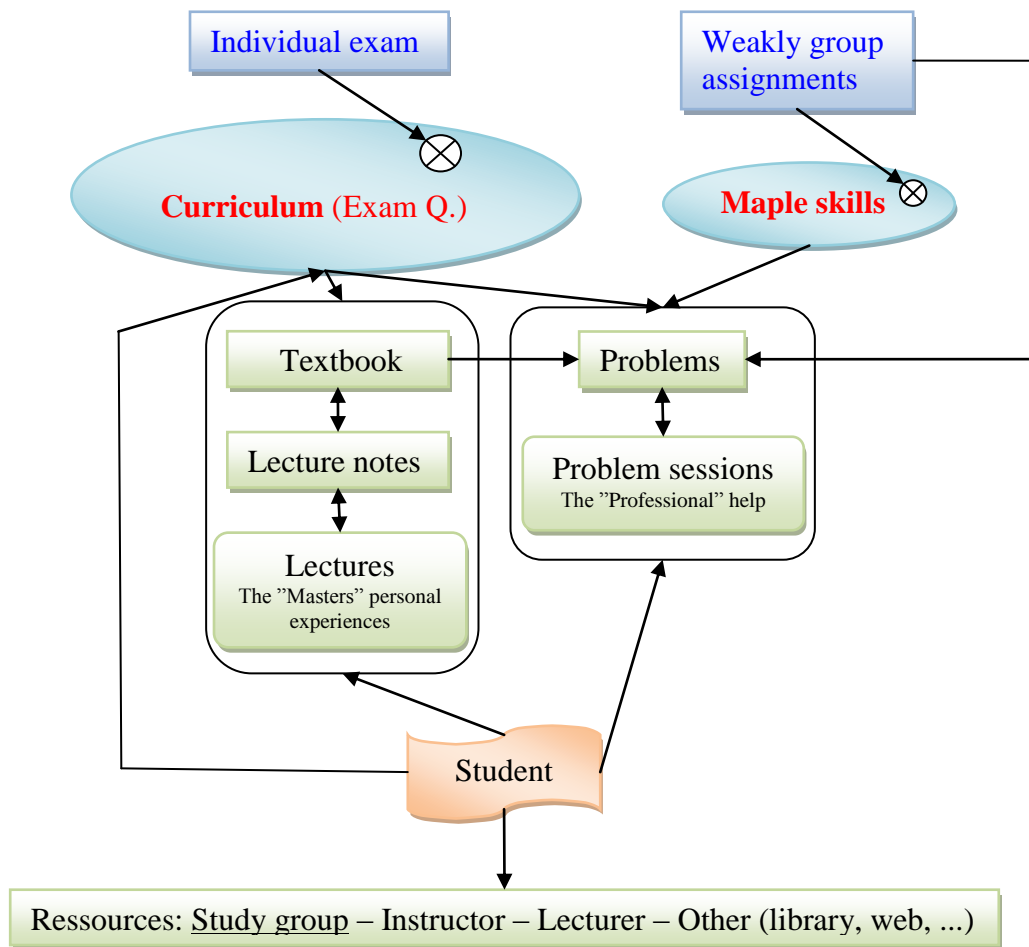 Individual exam
Weakly group
assignments
Curriculum (Exam Q.)
Maple skills
Textbook
Problems
Lecture notes
Problem sessions
The ”Professional” help
Lectures
The ”Masters” personal
experiences
Student
Ressources: Study group – Instructor – Lecturer – Other (library, web, ...)